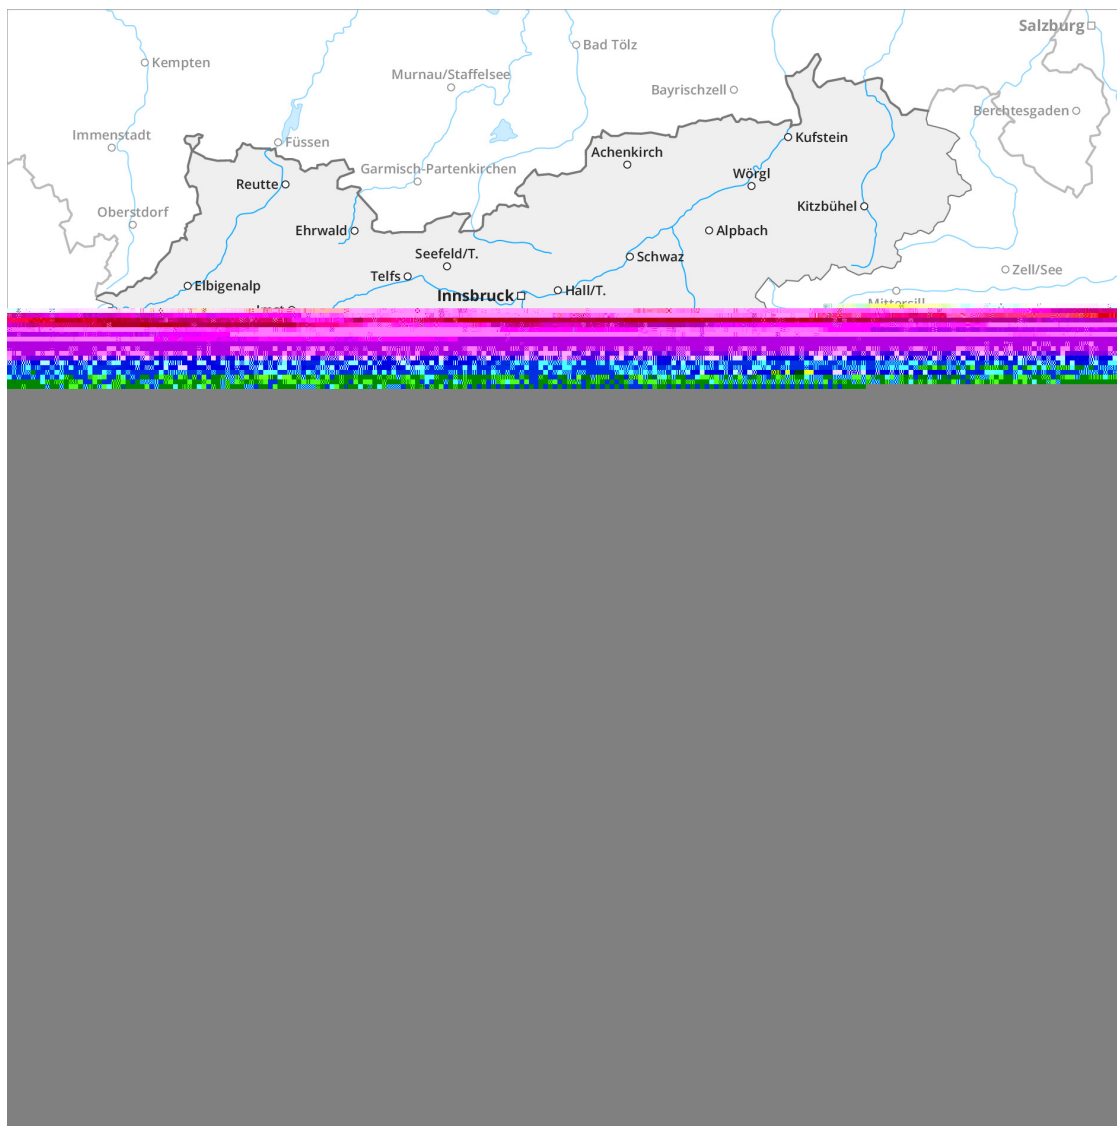 Salzburg
Bad Tölz
Kempten
Murnau/Staffelsee
Bayrischzell
Berchtesgaden
Immenstadt
Kufstein
Füssen
Achenkirch
Garmisch-Partenkirchen
Wörgl
Reutte
Kitzbühel
Oberstdorf
Ehrwald
Alpbach
Seefeld/T.
Schwaz
Zell/See
Telfs
Elbigenalp
Hall/T.
Innsbruck
Mittersill